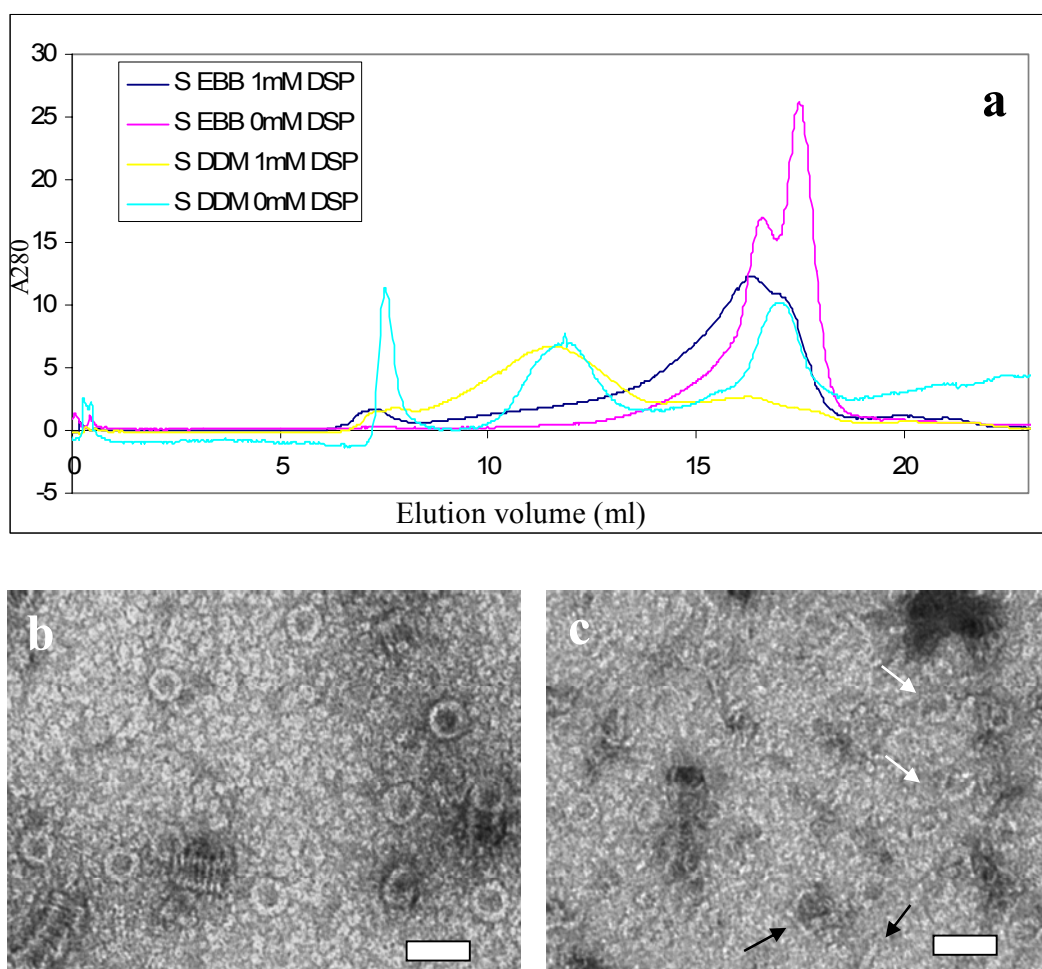 30
25
20
15
10
5
0
-5
A280
S EBB 1mM DSP
S EBB 0mM DSP
S DDM 1mM DSP
S DDM 0mM DSP
a
0 5 10 15 20
Elution volume (ml)
b
c